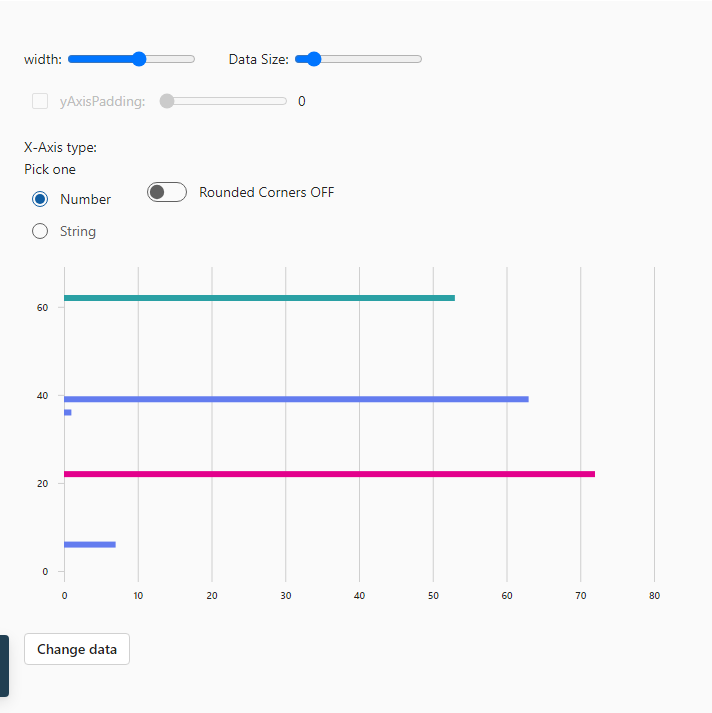 width: Data Size:
yAxisPadding: 0
X-Axis type:
Pick one
Number
Rounded Corners OFF
String
60
40
20
0
0 10 20 30 40 50 60 70 80
Change data